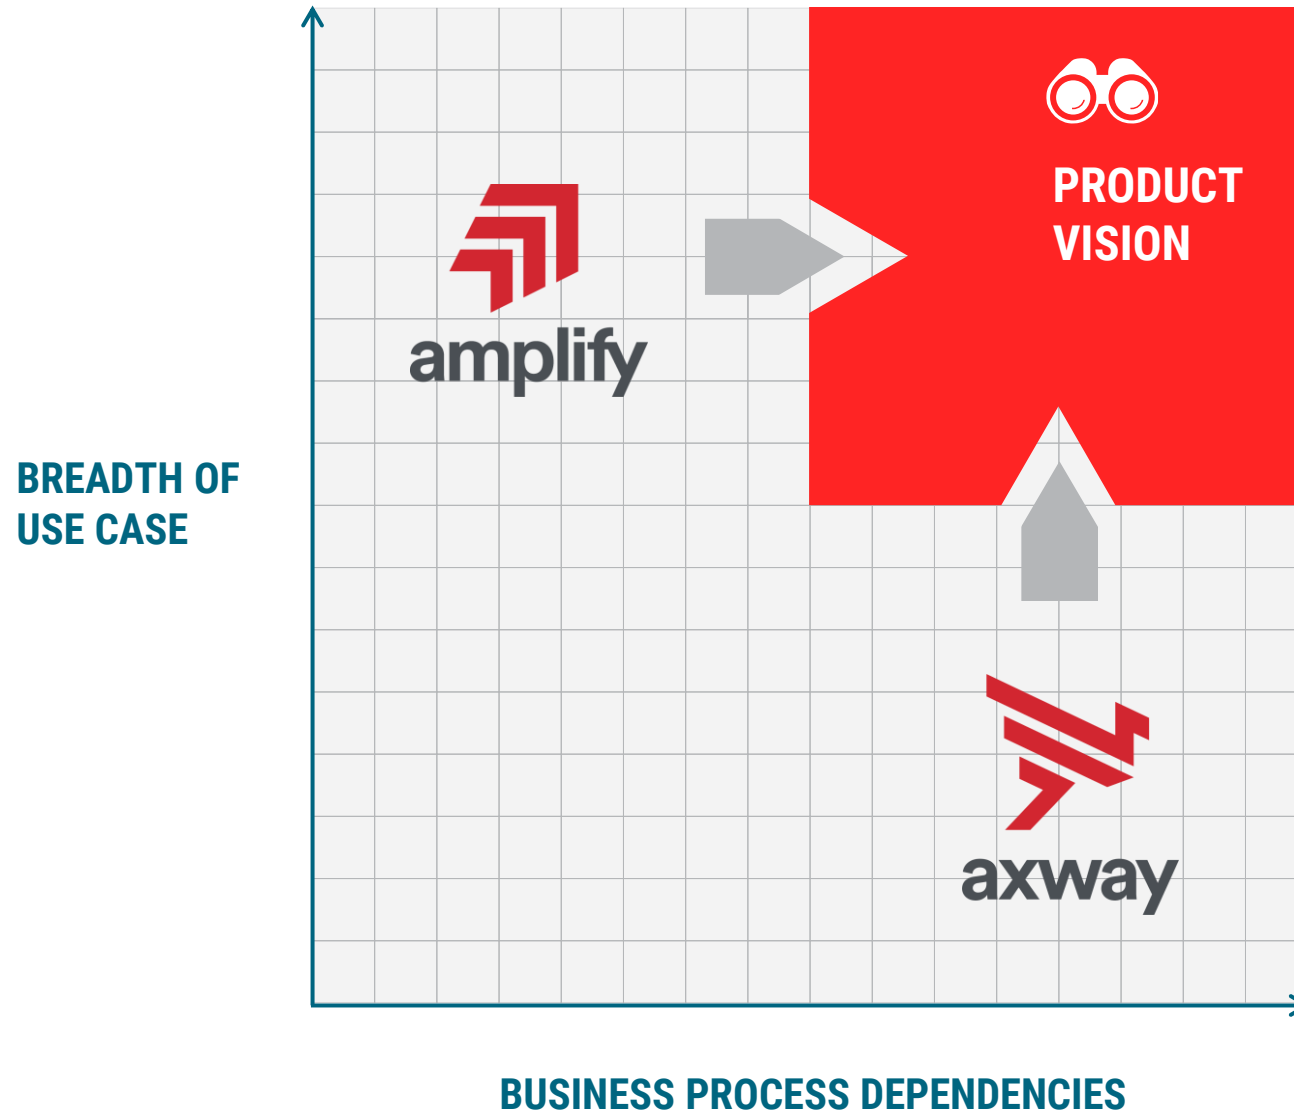 PRODUCT
VISION
amplify
BREADTH OF
USE CASE
axway
BUSINESS PROCESS DEPENDENCIES